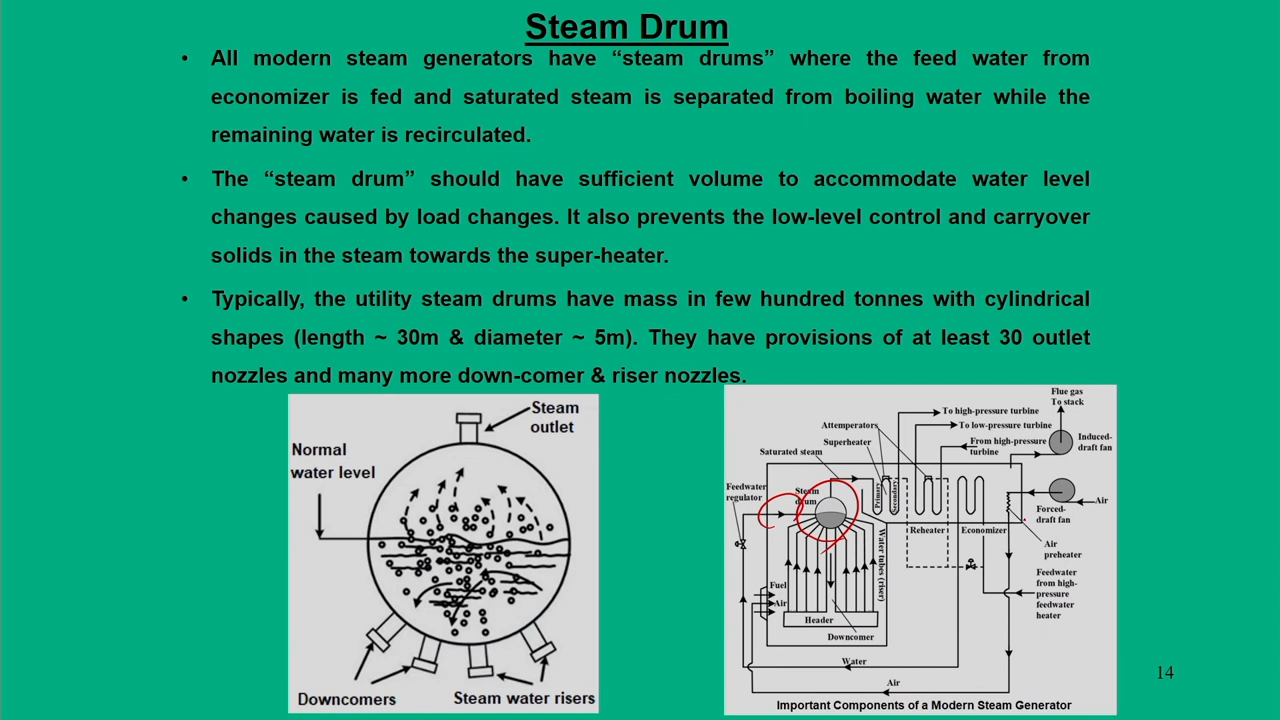 Steam Drum
• All modern steam generators have “steam drums” where the feed water from
economizer is fed and saturated steam is separated from boiling water while the
remaining water is recirculated.
• The “steam drum” should have sufficient volume to accommodate water level
changes caused by load changes. It also prevents the low-level control and carryover
solids in the steam towards the super-heater.
• Typically, the utility steam drums have mass in few hundred tonnes with cylindrical
shapes (length ~ 30m & diameter ~ 5m). They have provisions of at least 30 outlet
nozzles and many more down-comer & riser nozzles.
Steam
outlet
Normal
water level
Downcomers
Steam water risers
Flue gas
To stack
To high-pressure turbine
Attemperators
To low-pressure turbine
Superheater
From high-pressure
turbine
Induced-
draft fan
Saturated steam
Feedwater
regulator
Steam
drum
Primary
Secondary
Air
Forced-
draft fan
Reheater
Economizer
Air
preheater
Water tubes (riser)
Fuel
Air
Feedwater
from high-
pressure
feedwater
heater
Header
Downcomer
Water
Air
Important Components of a Modern Steam Generator
14